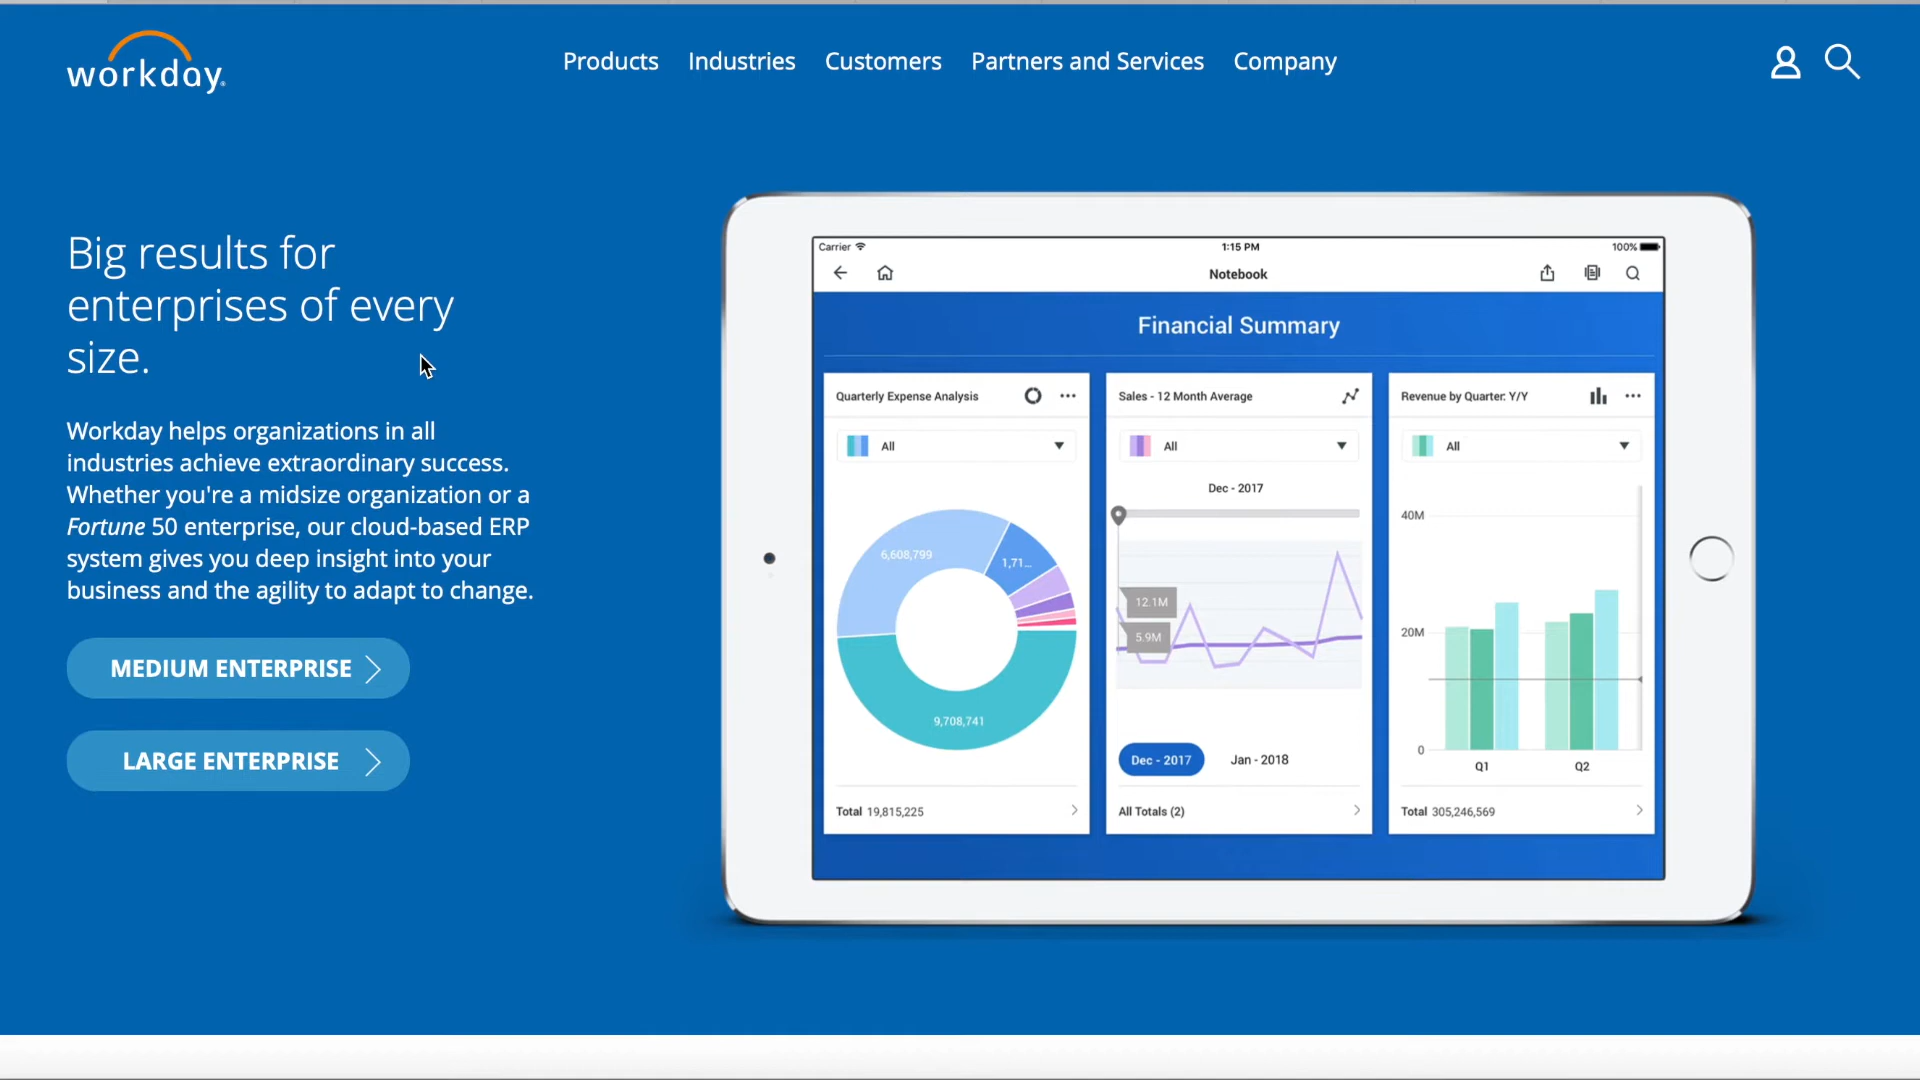 workday.
Products Industries Customers Partners and Services Company
Big results for
enterprises of every
size.
Workday helps organizations in all
industries achieve extraordinary success.
Whether you're a midsize organization or a
Fortune 50 enterprise, our cloud-based ERP
system gives you deep insight into your
business and the agility to adapt to change.
MEDIUM ENTERPRISE
LARGE ENTERPRISE
Carrier 1:15 PM 100%
Notebook
Financial Summary
Quarterly Expense Analysis
All
6,608,799
1,71...
9,708,741
Total 19,815,225
Sales - 12 Month Average
All
Dec - 2017
12.1M
5.9M
Dec - 2017 Jan - 2018
All Totals (2)
Revenue by Quarter: Y/Y
All
40M
20M
0
Q1 Q2
Total 305,246,569